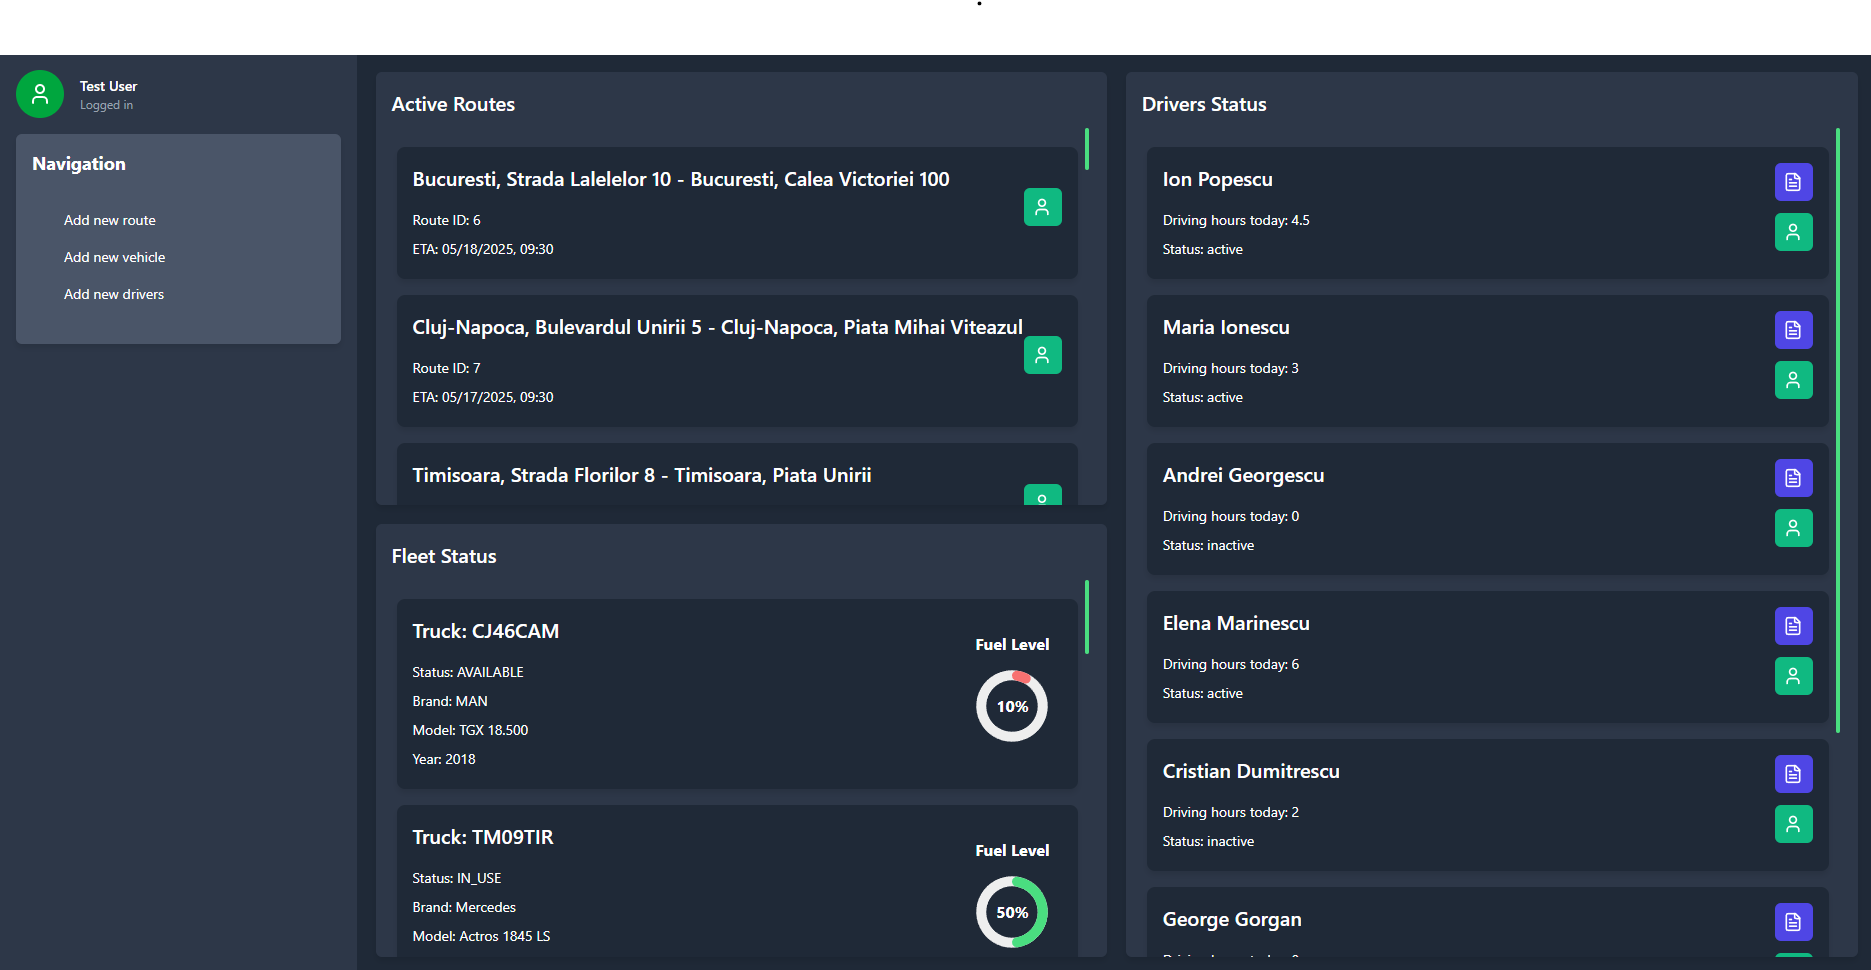 Test User
Logged in
Navigation
Add new route
Add new vehicle
Add new drivers
Active Routes
Bucuresti, Strada Lalelelor 10 - Bucuresti, Calea Victoriei 100
Route ID: 6
ETA: 05/18/2025, 09:30
Cluj-Napoca, Bulevardul Unirii 5 - Cluj-Napoca, Piata Mihai Viteazul
Route ID: 7
ETA: 05/17/2025, 09:30
Timisoara, Strada Florilor 8 - Timisoara, Piata Unirii
Fleet Status
Truck: CJ46CAM
Status: AVAILABLE
Brand: MAN
Model: TGX 18.500
Year: 2018
Fuel Level
10%
Truck: TM09TIR
Status: IN_USE
Brand: Mercedes
Model: Actros 1845 LS
Fuel Level
50%
Drivers Status
Ion Popescu
Driving hours today: 4.5
Status: active
Maria Ionescu
Driving hours today: 3
Status: active
Andrei Georgescu
Driving hours today: 0
Status: inactive
Elena Marinescu
Driving hours today: 6
Status: active
Cristian Dumitrescu
Driving hours today: 2
Status: inactive
George Gorgan